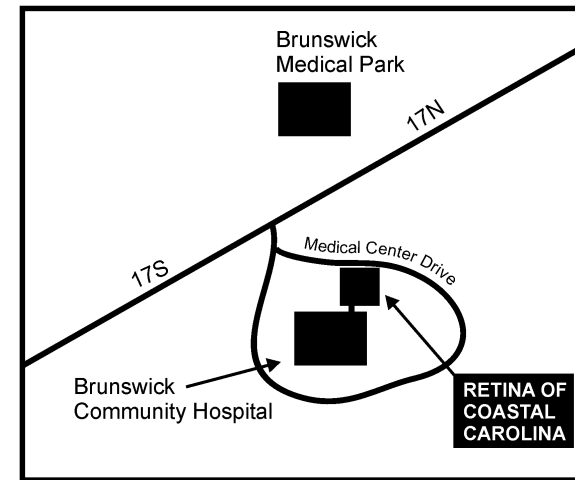 Brunswick
Medical Park
17N
Medical Center Drive
17S
Brunswick
Community Hospital
RETINA OF
COASTAL
CAROLINA